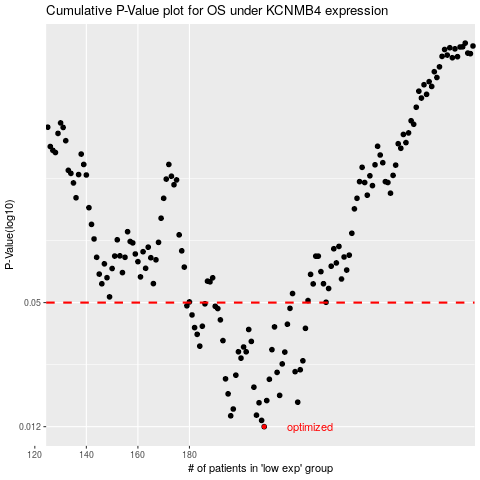 Cumulative P-Value plot for OS under KCNMB4 expression
P-Value(log10)
0.05
0.012
optimized
120 140 160 180
# of patients in 'low exp' group